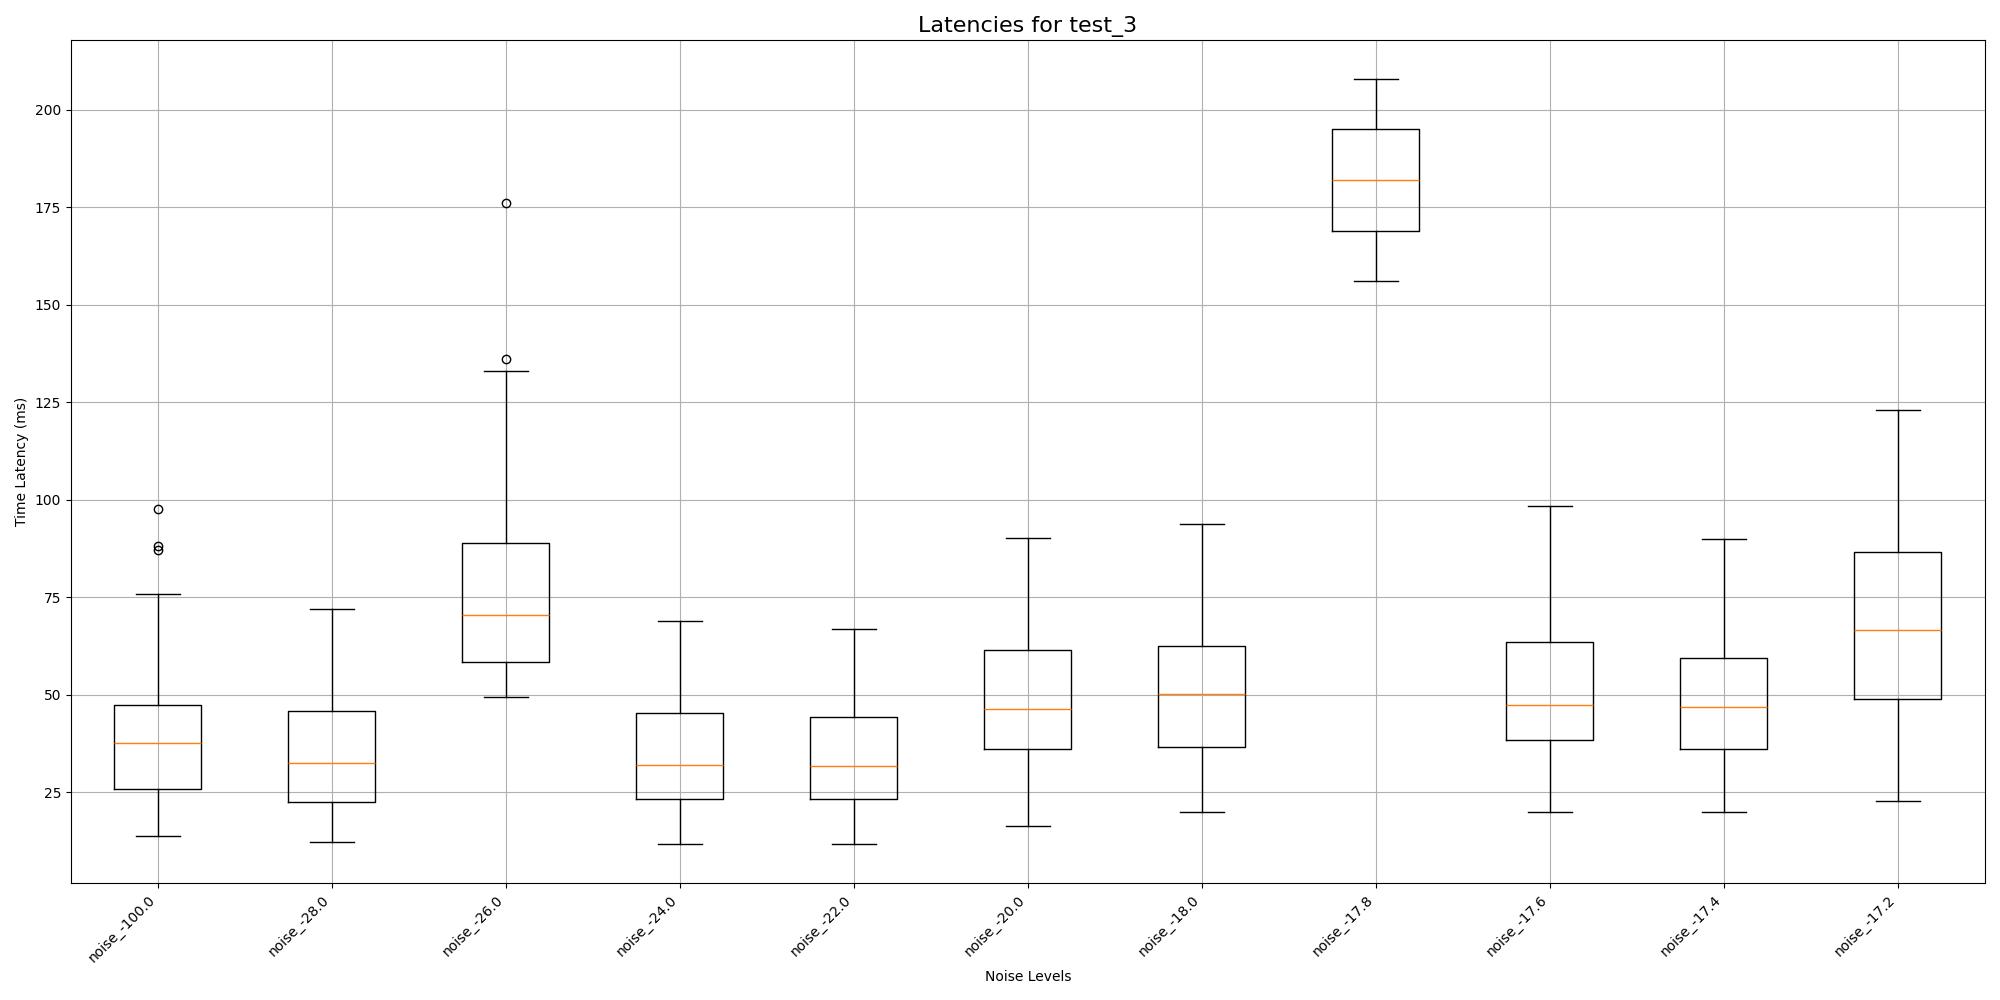 Latencies for test_3
Time Latency (ms)
200
175
150
125
100
75
50
25
noise_-100.0
noise_-28.0
noise_-26.0
noise_-24.0
noise_-22.0
noise_-20.0
noise_-18.0
noise_-17.8
noise_-17.6
noise_-17.4
noise_-17.2
Noise Levels